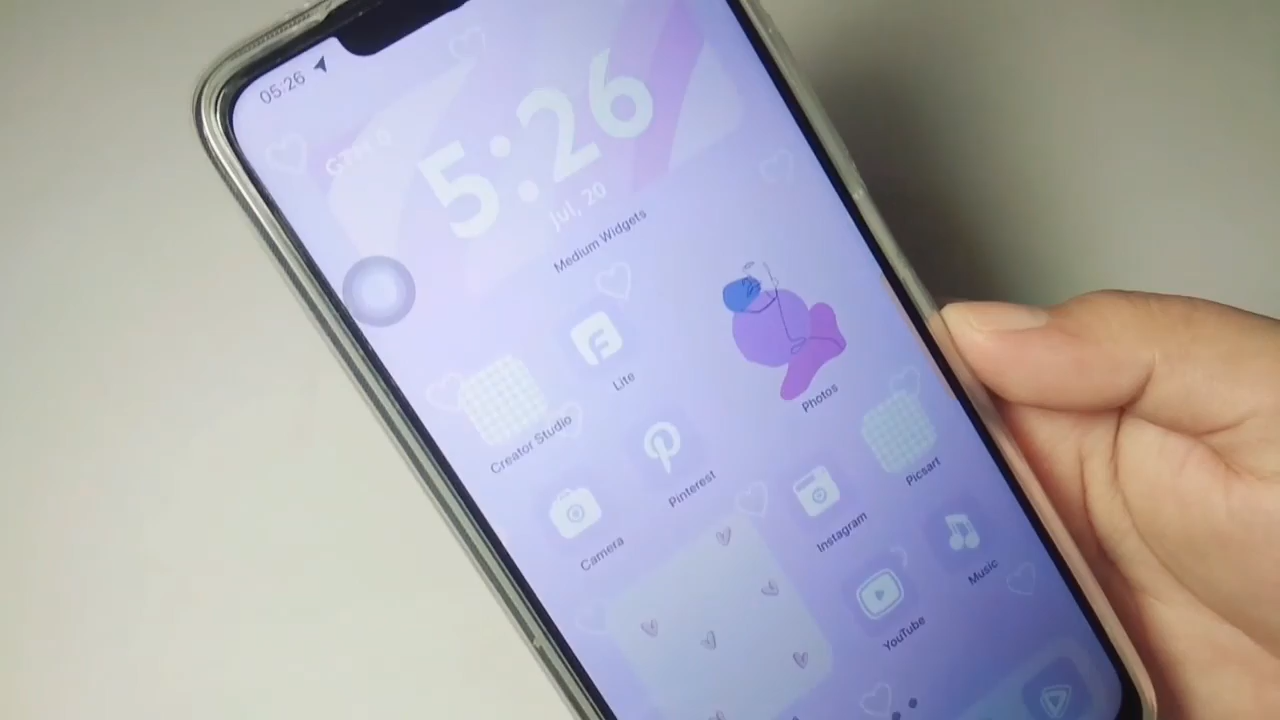 05:26
5:26
Jul, 20
Medium Widgets
Lite
Photos
Creator Studio
Pinterest
Picsart
Camera
Instagram
Music
YouTube